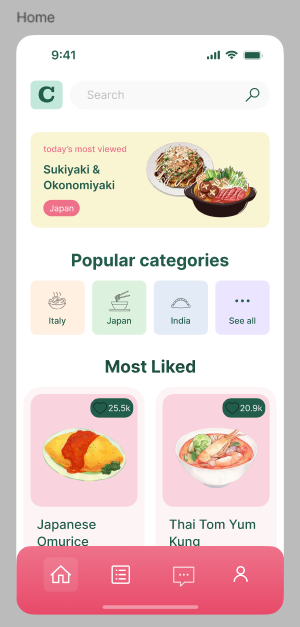 Home
9:41
C
Search
today's most viewed
Sukiyaki &
Okonomiyaki
Japan
Popular categories
Italy
Japan
India
See all
Most Liked
25.5k
20.9k
Japanese
Omurice
Thai Tom Yum
Kung